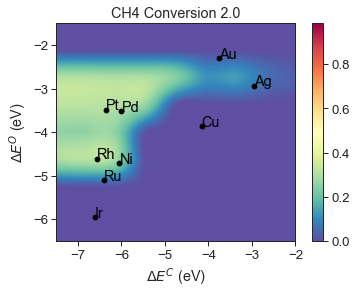 CH4 Conversion 2.0
ΔE^O (eV)
−2
−3
−4
−5
−6
Au
Ag
Pt
Pd
Cu
Rh
Ni
Ru
Ir
−7
−6
−5
−4
−3
−2
ΔE^C (eV)
0.8
0.6
0.4
0.2
0.0